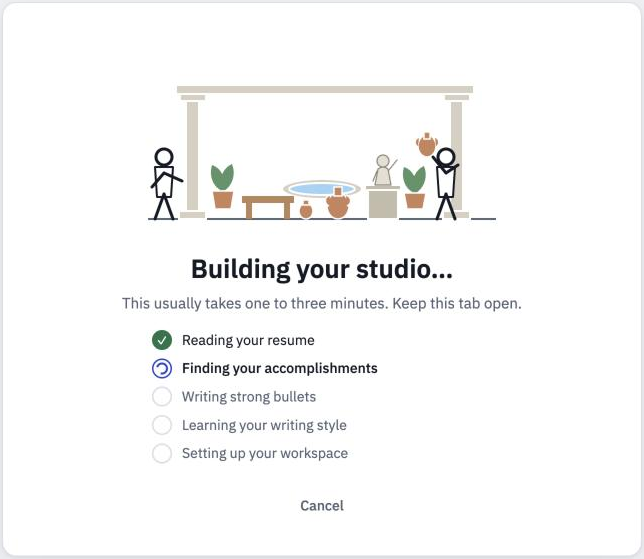 Building your studio...
This usually takes one to three minutes. Keep this tab open.
Reading your resume
Finding your accomplishments
Writing strong bullets
Learning your writing style
Setting up your workspace
Cancel